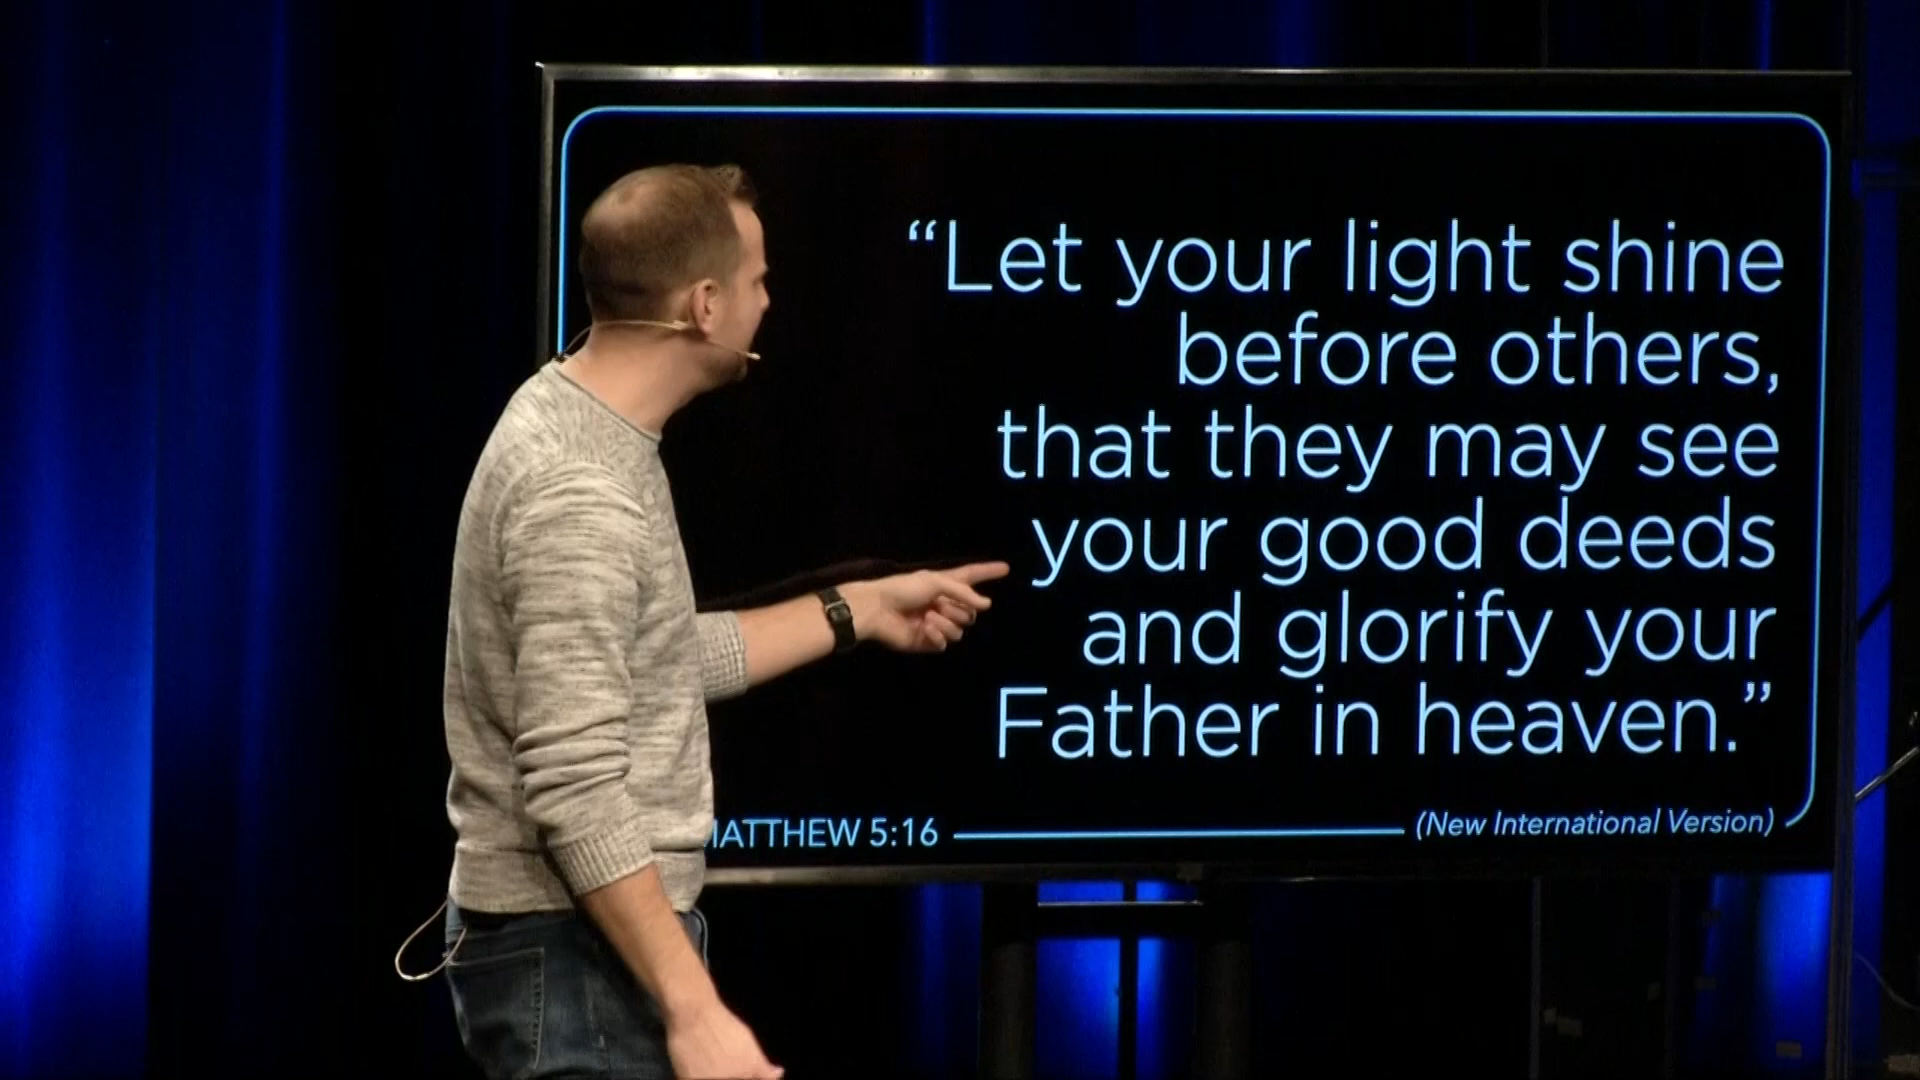 “Let your light shine
before others,
that they may see
your good deeds
and glorify your
Father in heaven.”
MATTHEW 5:16
(New International Version)